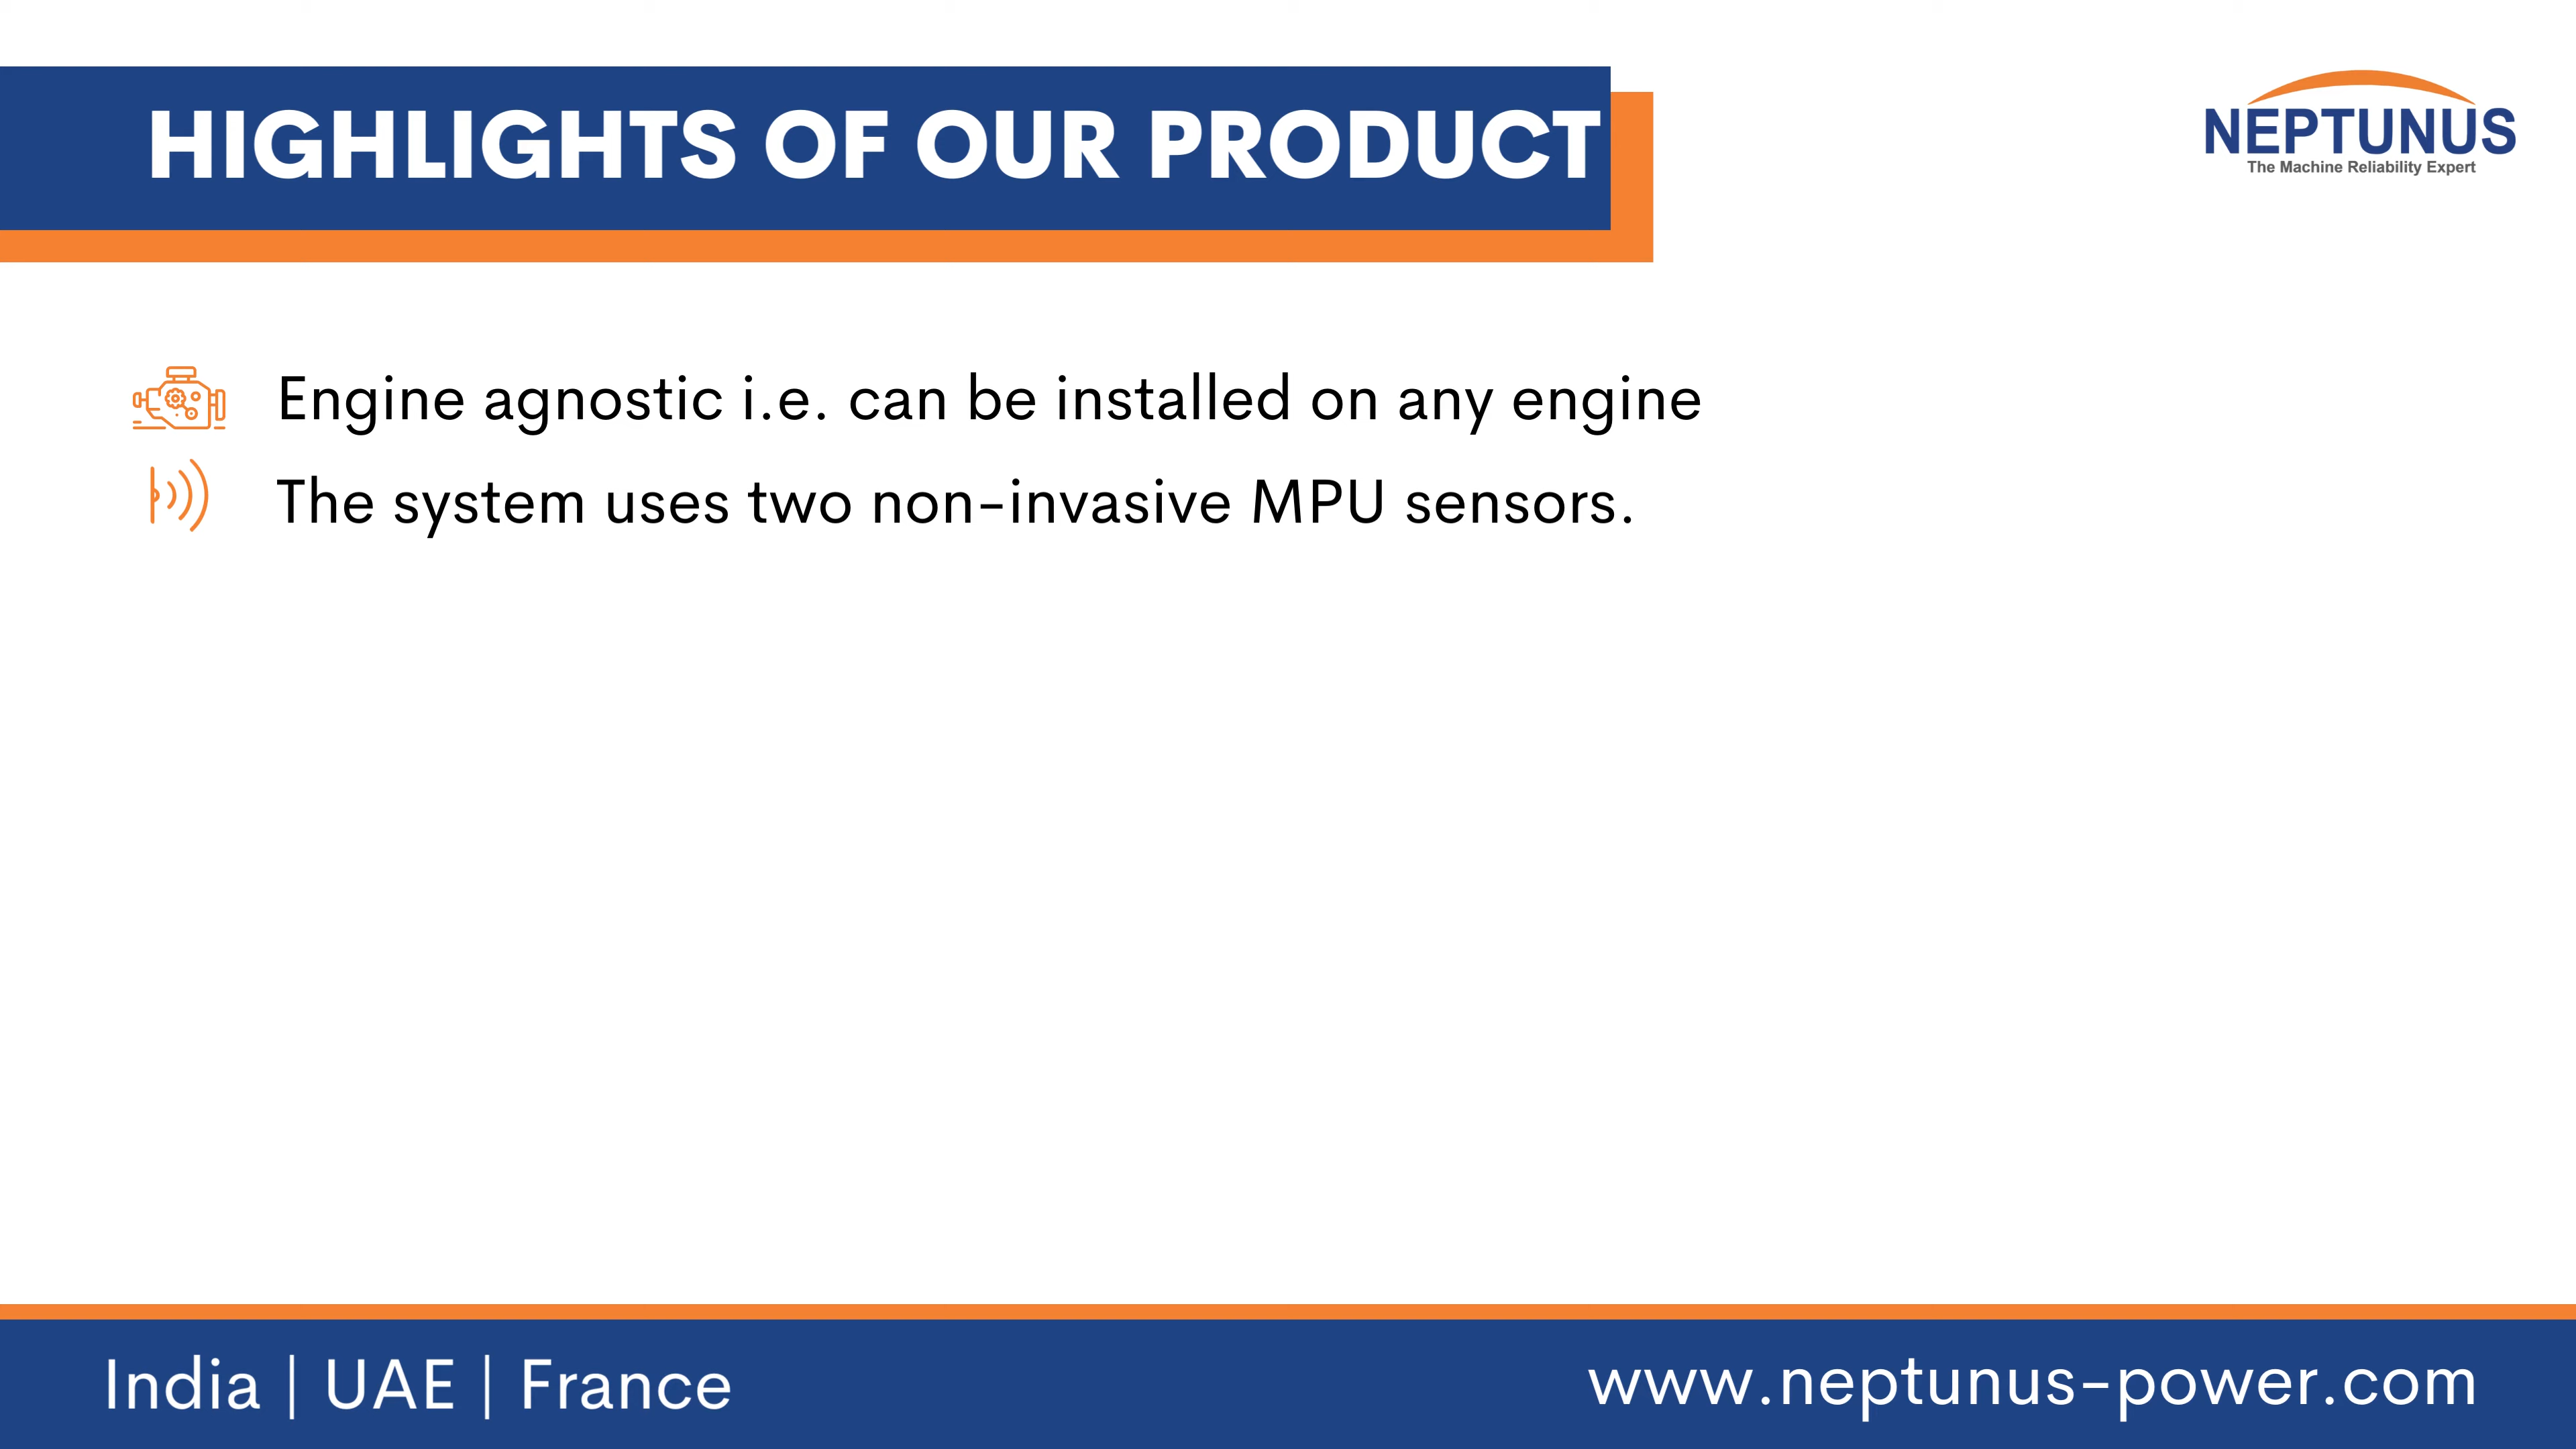 HIGHLIGHTS OF OUR PRODUCT
NEPTUNUS
The Machine Reliability Expert
Engine agnostic i.e. can be installed on any engine
The system uses two non-invasive MPU sensors.
India | UAE | France
www.neptunus-power.com